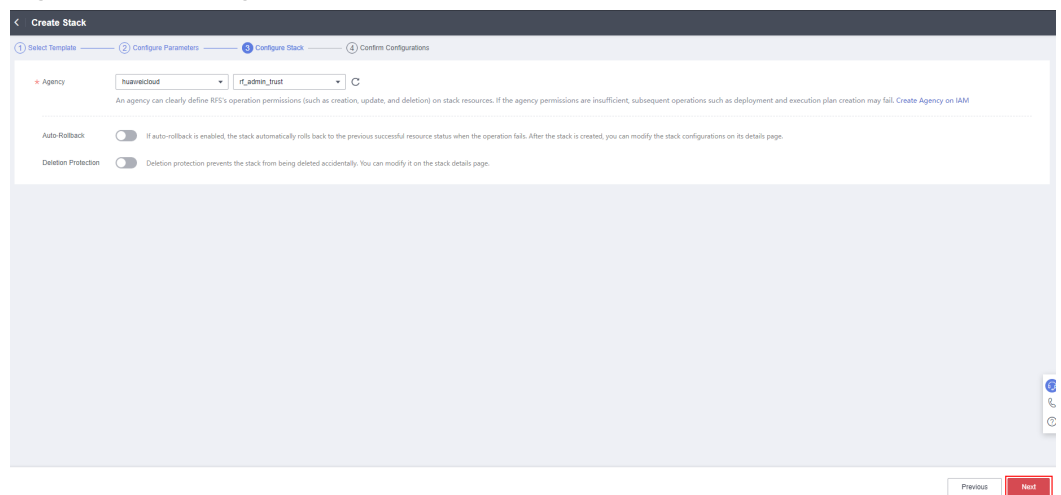 Create Stack
1 Select Template 2 Configure Parameters 3 Configure Stack 4 Confirm Configurations
* Agency huaweicloud rf_admin_trust
An agency can clearly define RFS's operation permissions (such as creation, update, and deletion) on stack resources. If the agency permissions are insufficient, subsequent operations such as deployment and execution plan creation may fail. Create Agency on IAM
Auto-Rollback If auto-rollback is enabled, the stack automatically rolls back to the previous successful resource status when the operation fails. After the stack is created, you can modify the stack configurations on its details page.
Deletion Protection Deletion protection prevents the stack from being deleted accidentally. You can modify it on the stack details page.
Previous Next